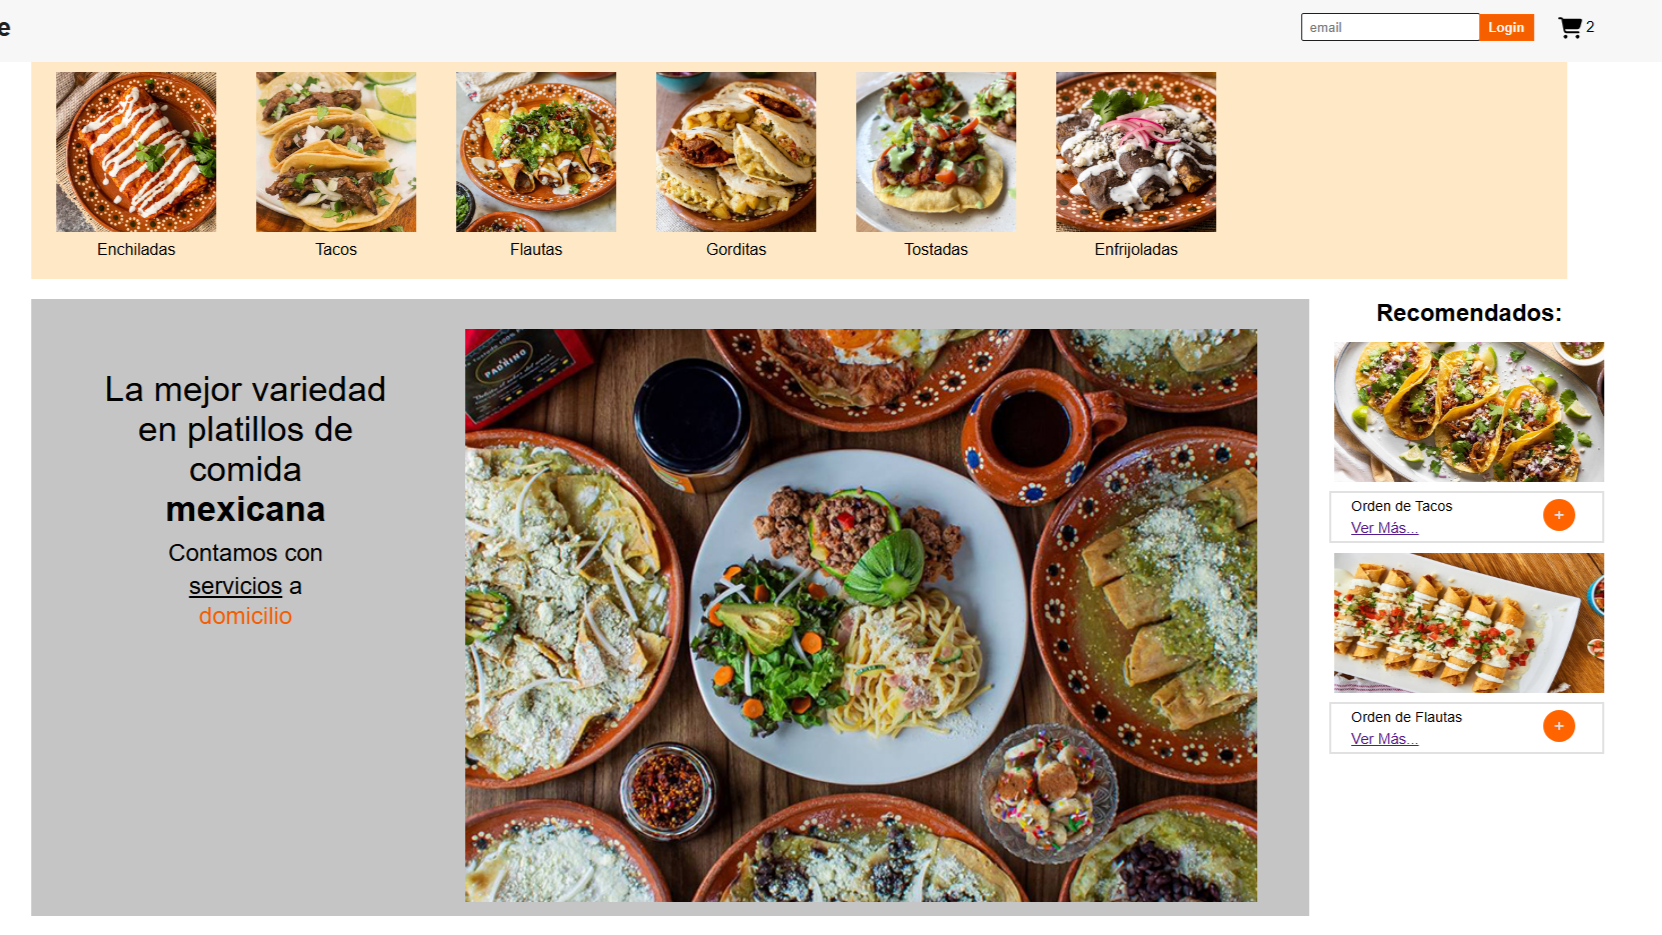 e
email
Login
2
Enchiladas
Tacos
Flautas
Gorditas
Tostadas
Enfrijoladas
La mejor variedad
en platillos de
comida
mexicana
Contamos con
servicios a
domicilio
PADRINO
Recomendados:
Orden de Tacos
Ver Más...
+
Orden de Flautas
Ver Más...
+